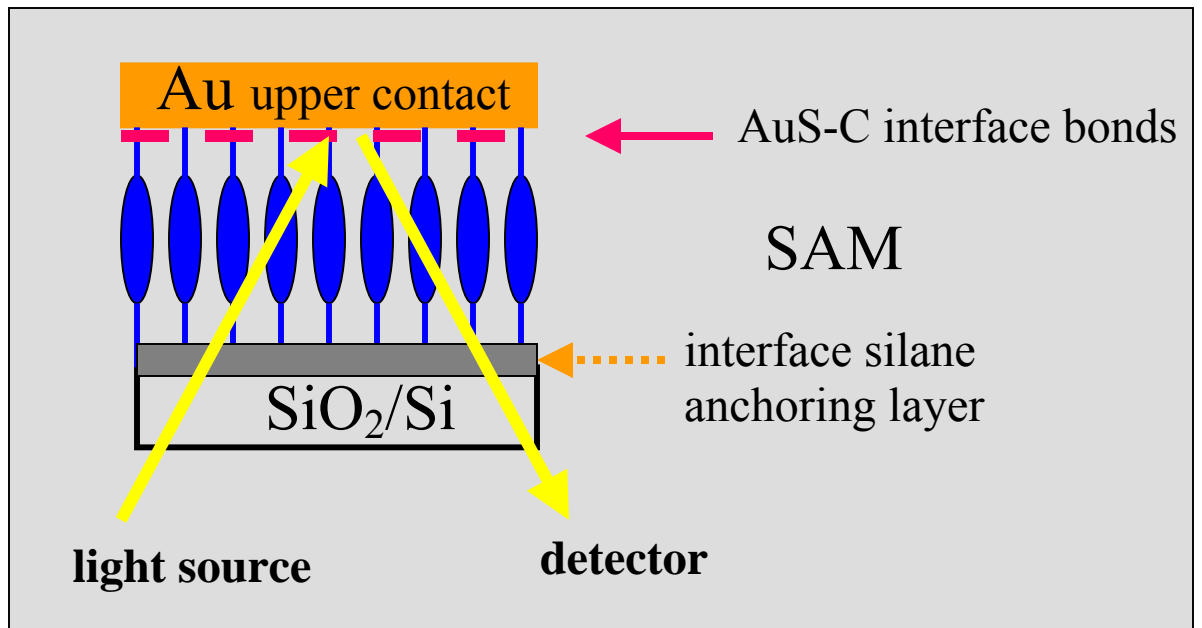 Au upper contact
AuS-C interface bonds
SAM
interface silane
anchoring layer
SiO₂/Si
light source
detector